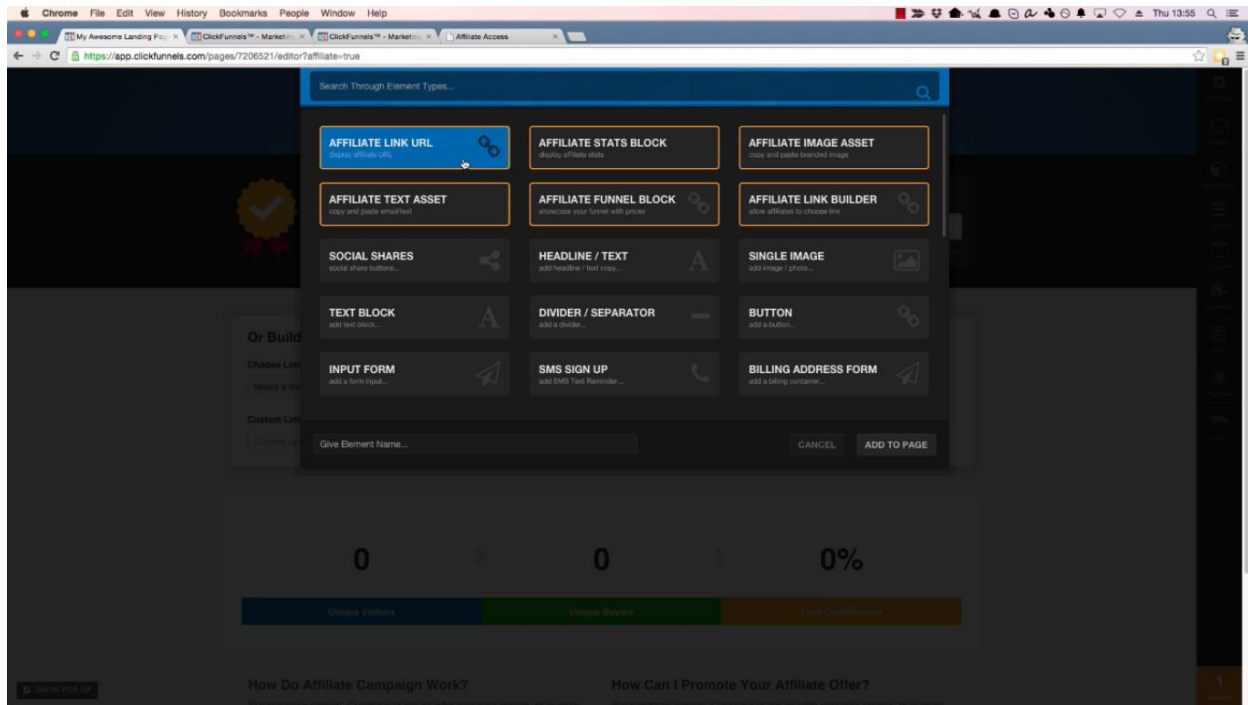 Chrome File Edit View History Bookmarks People Window Help Thu 13:55
My Awesome Landing Pag ClickFunnels™ - Marketing ClickFunnels™ - Marketing Affiliate Access
https://app.clickfunnels.com/pages/7206521/editor?affiliate=true
Search Through Element Types...
AFFILIATE LINK URL AFFILIATE STATS BLOCK AFFILIATE IMAGE ASSET
display affiliate URL display affiliate stats copy and paste branded image
AFFILIATE TEXT ASSET AFFILIATE FUNNEL BLOCK AFFILIATE LINK BUILDER
copy and paste email/text showcase your funnel with prices allow affiliates to choose link
SOCIAL SHARES HEADLINE / TEXT SINGLE IMAGE
social share buttons... add headline / text copy... add image / photo...
TEXT BLOCK DIVIDER / SEPARATOR BUTTON
add text block... add a divider... add a button...
Or Build
INPUT FORM SMS SIGN UP BILLING ADDRESS FORM
Choose Link
add a form input... add SMS Text Reminder... add a billing container...
Custom Link
Give Element Name... CANCEL ADD TO PAGE
0 0 0%
Unique Visitors Unique Buyers
How Do Affiliate Campaign Work? How Can I Promote Your Affiliate Offer?
SHOW POP UP
1